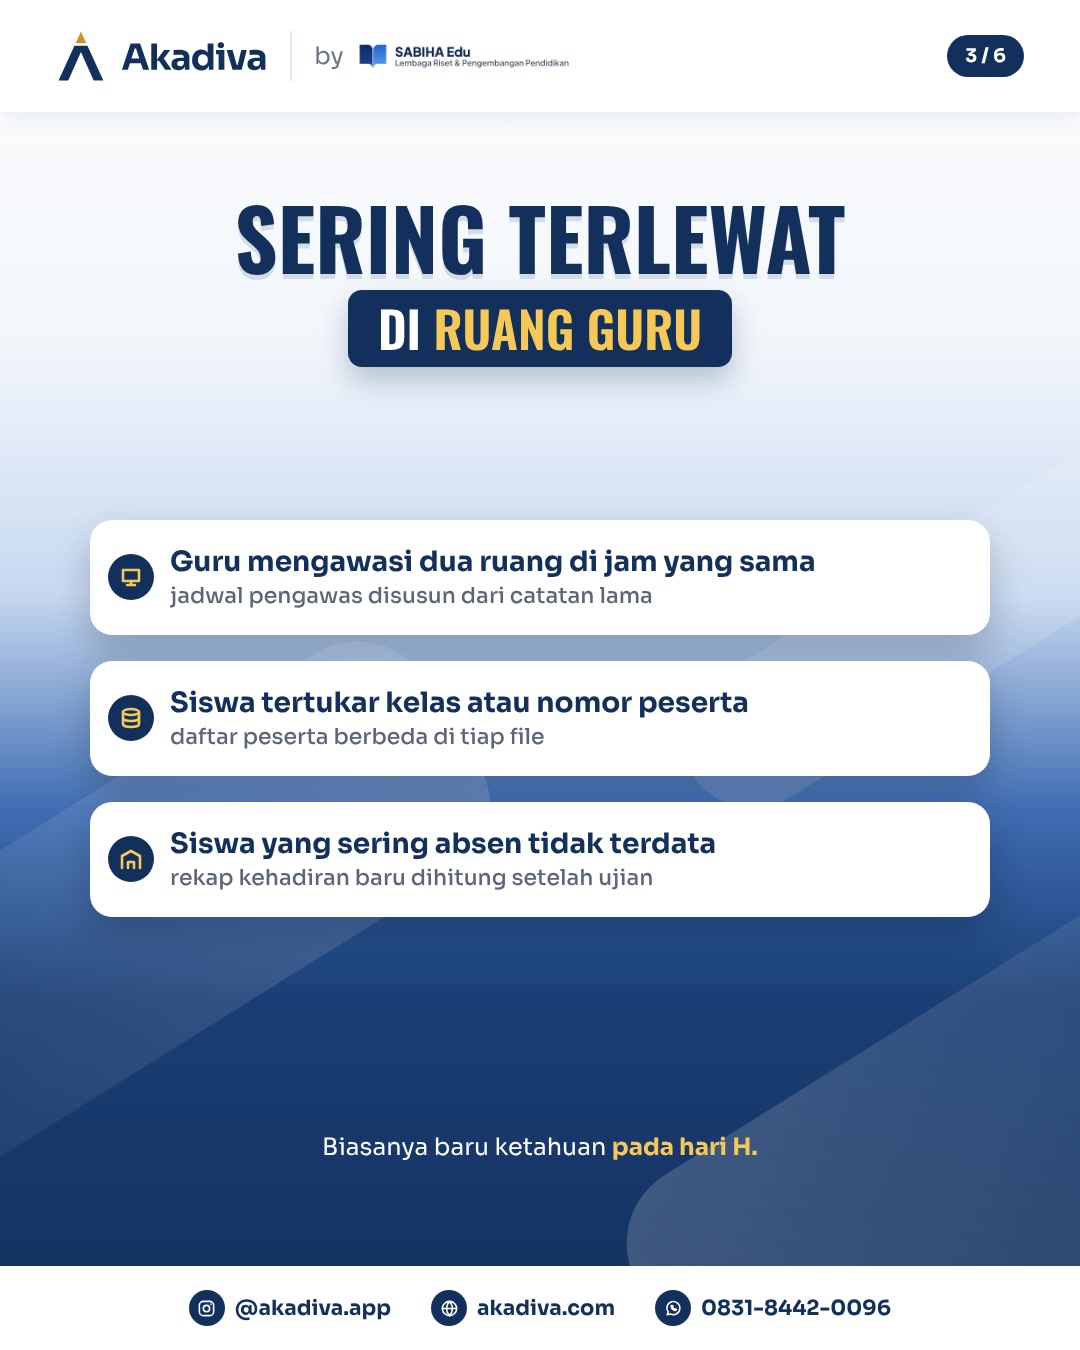 Akadiva
by
SABIHA Edu
Lembaga Riset & Pengembangan Pendidikan
3 / 6
SERING TERLEWAT
DI RUANG GURU
Guru mengawasi dua ruang di jam yang sama
jadwal pengawas disusun dari catatan lama
Siswa tertukar kelas atau nomor peserta
daftar peserta berbeda di tiap file
Siswa yang sering absen tidak terdata
rekap kehadiran baru dihitung setelah ujian
Biasanya baru ketahuan pada hari H.
@akadiva.app
akadiva.com
0831-8442-0096